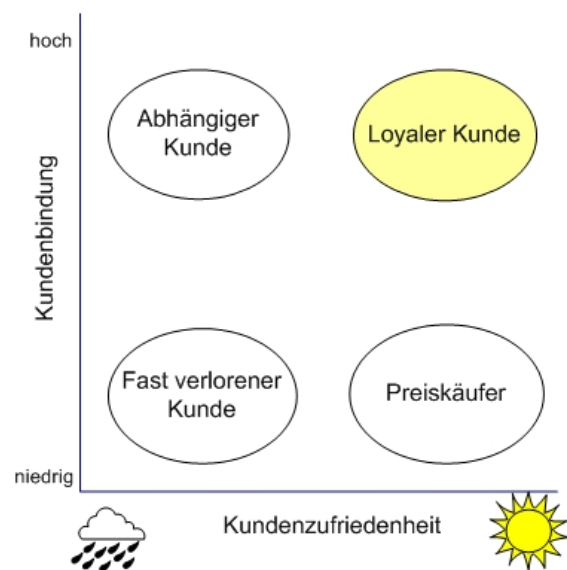 hoch
Abhängiger
Kunde
Loyaler Kunde
Kundenbindung
Fast verlorener
Kunde
Preiskäufer
niedrig
Kundenzufriedenheit